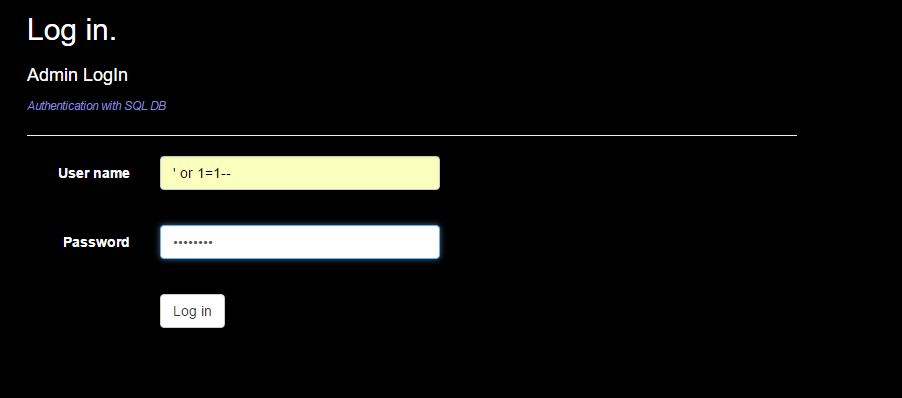 Log in.
Admin LogIn
Authentication with SQL DB
User name ' or 1=1--
Password ••••••••
Log in